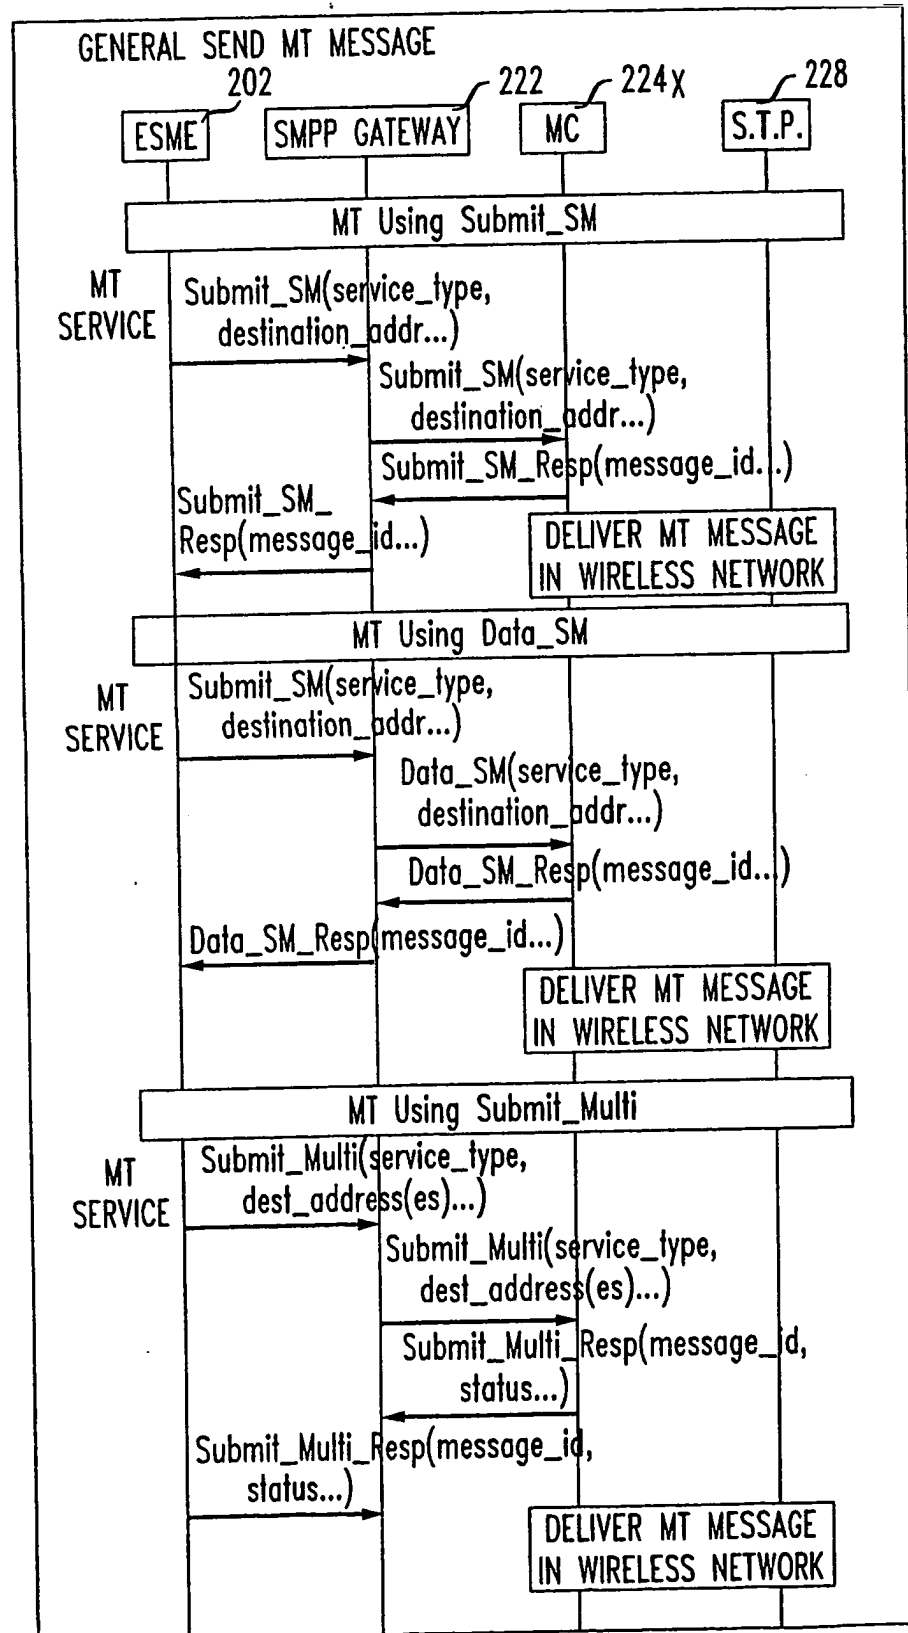 GENERAL SEND MT MESSAGE
202
222
224X
228
ESME
SMPP GATEWAY
MC
S.T.P.
MT Using Submit_SM
MT
SERVICE
Submit_SM(service_type,
destination_addr...)
Submit_SM(service_type,
destination_addr...)
Submit_SM_Resp(message_id...)
Submit_SM_
Resp(message_id...)
DELIVER MT MESSAGE
IN WIRELESS NETWORK
MT Using Data_SM
MT
SERVICE
Submit_SM(service_type,
destination_addr...)
Data_SM(service_type,
destination_addr...)
Data_SM_Resp(message_id...)
Data_SM_Resp(message_id...)
DELIVER MT MESSAGE
IN WIRELESS NETWORK
MT Using Submit_Multi
MT
SERVICE
Submit_Multi(service_type,
dest_address(es)...)
Submit_Multi(service_type,
dest_address(es)...)
Submit_Multi_Resp(message_id,
status...)
Submit_Multi_Resp(message_id,
status...)
DELIVER MT MESSAGE
IN WIRELESS NETWORK